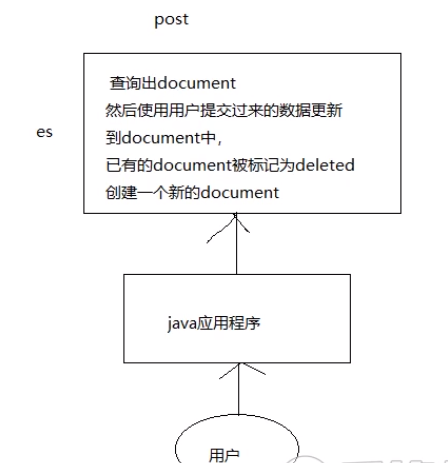 post
es
查询出document
然后使用用户提交过来的数据更新
到document中，
已有的document被标记为deleted
创建一个新的document
java应用程序
用户